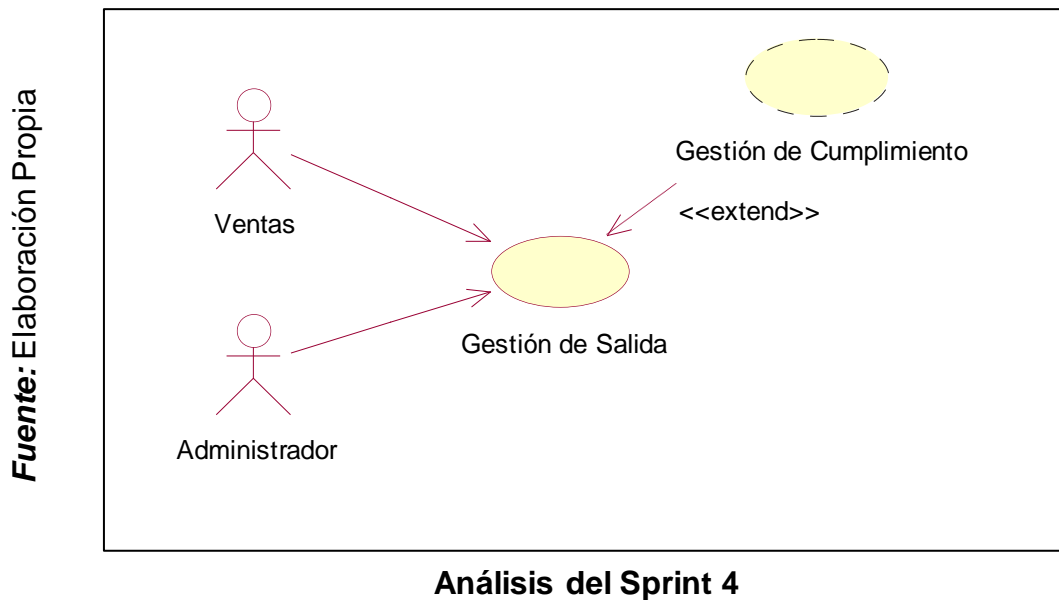 Fuente: Elaboración Propia
Gestión de Cumplimiento
<<extend>>
Ventas
Gestión de Salida
Administrador
Análisis del Sprint 4